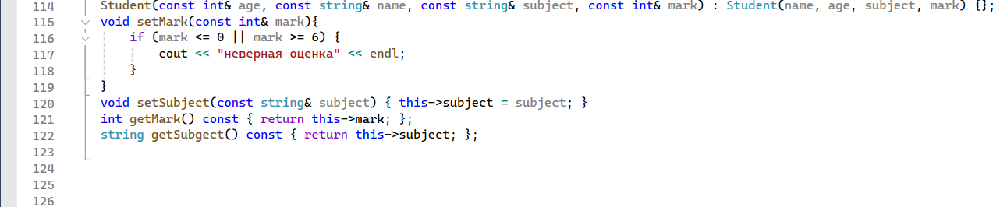 114 Student(const int& age, const string& name, const string& subject, const int& mark) : Student(name, age, subject, mark) {};
115 void setMark(const int& mark){
116 if (mark <= 0 || mark >= 6) {
117 cout << "неверная оценка" << endl;
118 }
119 }
120 void setSubject(const string& subject) { this->subject = subject; }
121 int getMark() const { return this->mark; };
122 string getSubgect() const { return this->subject; };
123
124
125
126